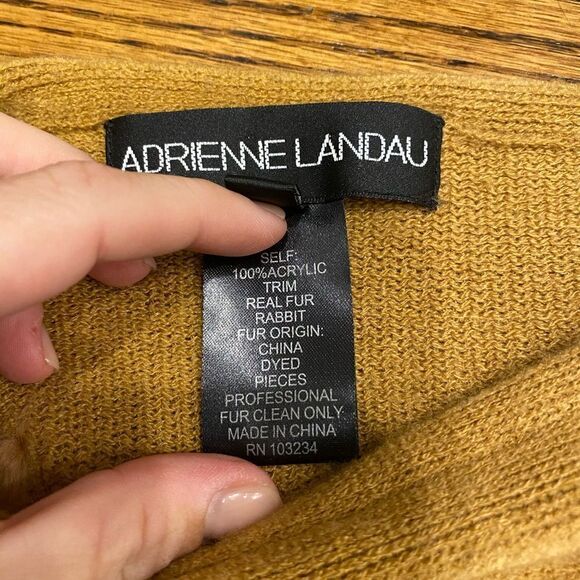 ADRIENNE LANDAU
SELF:
100%ACRYLIC
TRIM
REAL FUR
RABBIT
FUR ORIGIN:
CHINA
DYED
PIECES
PROFESSIONAL
FUR CLEAN ONLY
MADE IN CHINA
RN 103234